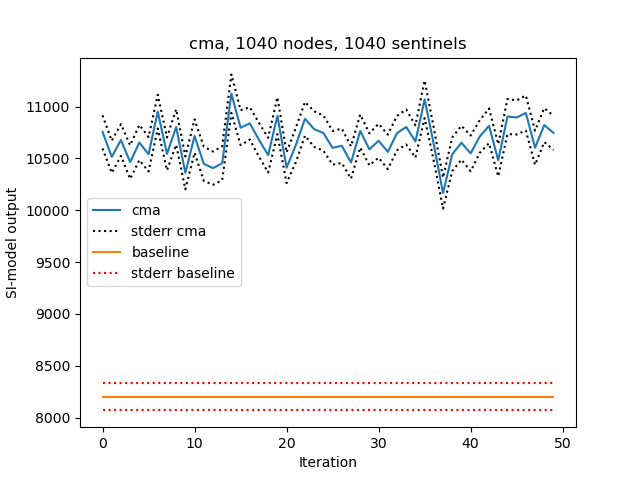 cma, 1040 nodes, 1040 sentinels
SI-model output
11000
10500
10000
9500
9000
8500
8000
cma
stderr cma
baseline
stderr baseline
0
10
20
30
40
50
Iteration